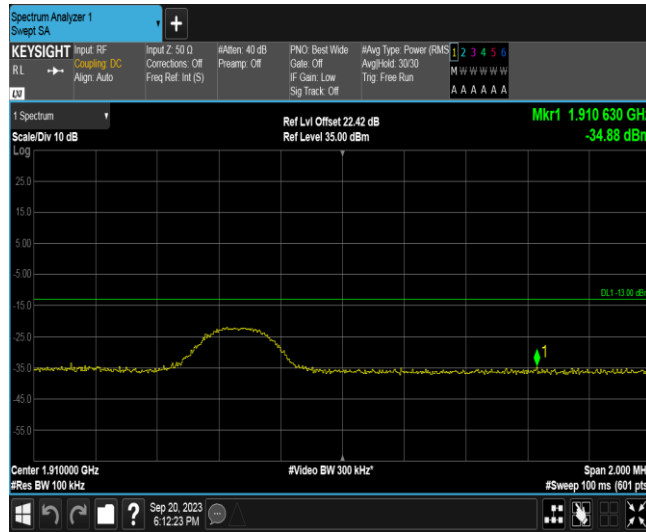 Spectrum Analyzer 1
Swept SA
+
KEYSIGHT
RL
LXI
Input: RF
Coupling: DC
Align: Auto
Input Z: 50 Ω
Corrections: Off
Freq Ref: Int (S)
#Atten: 40 dB
Preamp: Off
PNO: Best Wide
Gate: Off
IF Gain: Low
Sig Track: Off
#Avg Type: Power (RMS
Avg|Hold: 30/30
Trig: Free Run
1 2 3 4 5 6
M W W W W W
A A A A A A
1 Spectrum
Scale/Div 10 dB
Log
Ref Lvl Offset 22.42 dB
Ref Level 35.00 dBm
Mkr1 1.910 630 GHz
-34.88 dBm
25.0
15.0
5.00
-5.00
DL1 -13.00 dBm
-15.0
-25.0
1
-35.0
-45.0
-55.0
Center 1.910000 GHz
#Res BW 100 kHz
#Video BW 300 kHz*
Span 2.000 MH
#Sweep 100 ms (601 pts
?
Sep 20, 2023
6:12:23 PM